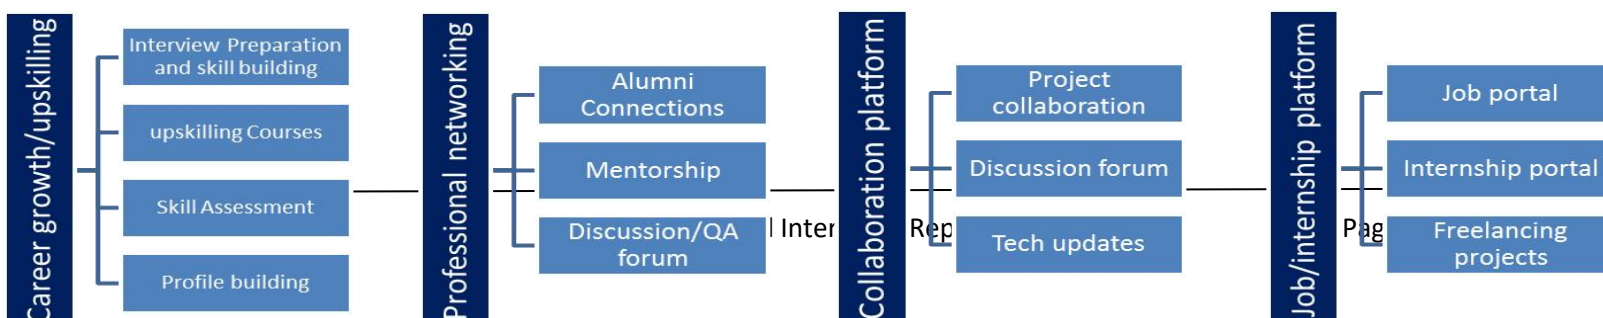 Career growth/upskilling
Interview Preparation
and skill building
upskilling Courses
Skill Assessment
Profile building
Professional networking
Alumni
Connections
Mentorship
Discussion/QA
forum
Collaboration platform
Project
collaboration
Discussion forum
Tech updates
Job/internship platform
Job portal
Internship portal
Freelancing
projects